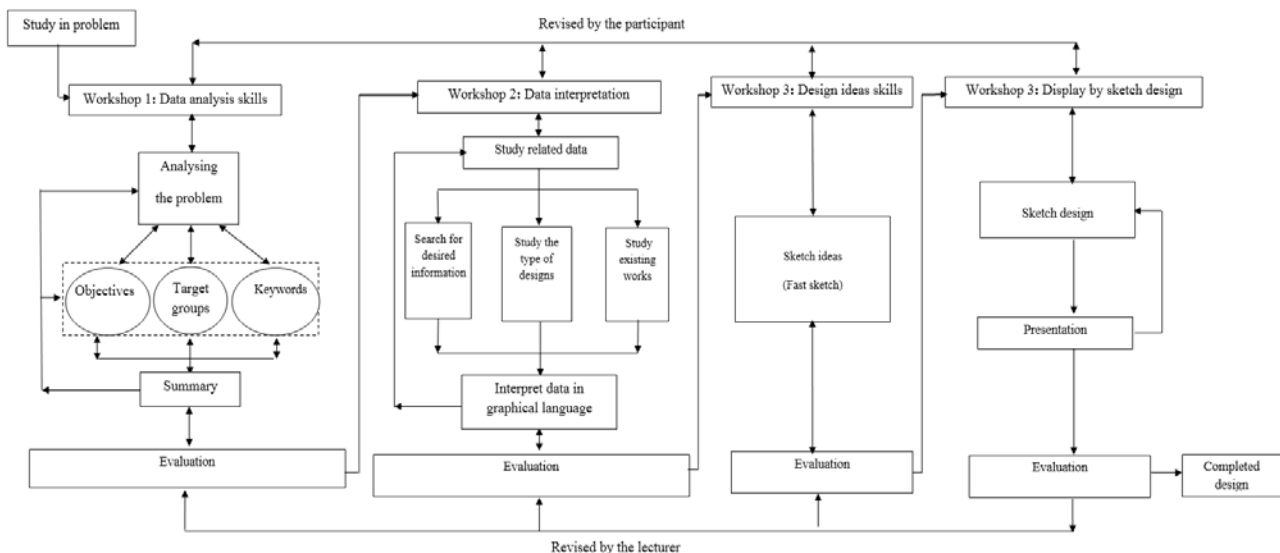 Study in problem
Revised by the participant
Workshop 1: Data analysis skills
Analysing
the problem
Objectives
Target
groups
Keywords
Summary
Evaluation
Workshop 2: Data interpretation
Study related data
Search for
desired
information
Study the
type of
designs
Study
existing
works
Interpret data in
graphical language
Evaluation
Workshop 3: Design ideas skills
Sketch ideas
(Fast sketch)
Evaluation
Workshop 3: Display by sketch design
Sketch design
Presentation
Evaluation
Completed
design
Revised by the lecturer